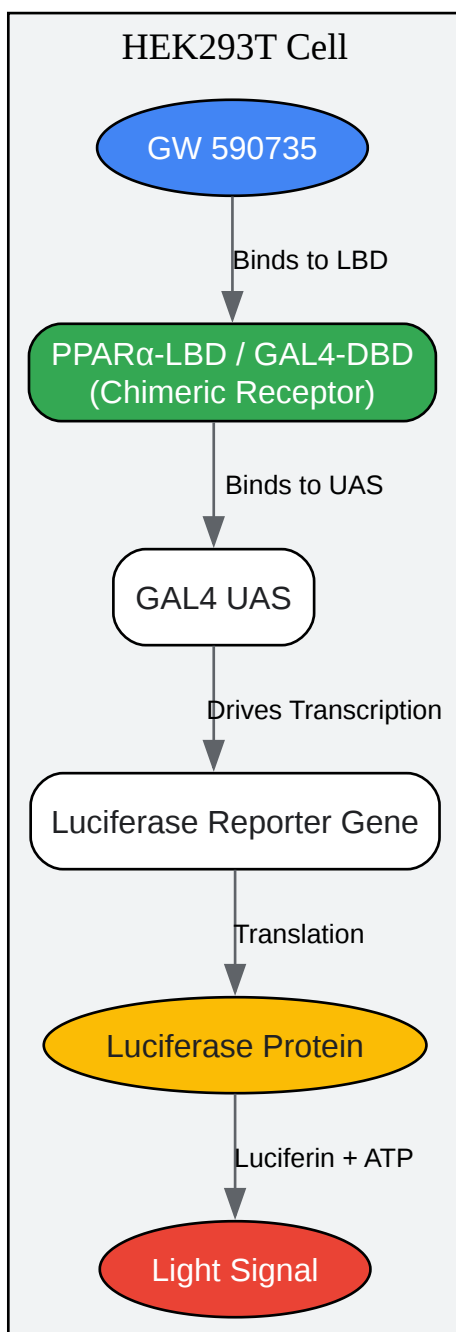 HEK293T Cell
GW 590735
Binds to LBD
PPARα-LBD / GAL4-DBD
(Chimeric Receptor)
Binds to UAS
GAL4 UAS
Drives Transcription
Luciferase Reporter Gene
Translation
Luciferase Protein
Luciferin + ATP
Light Signal